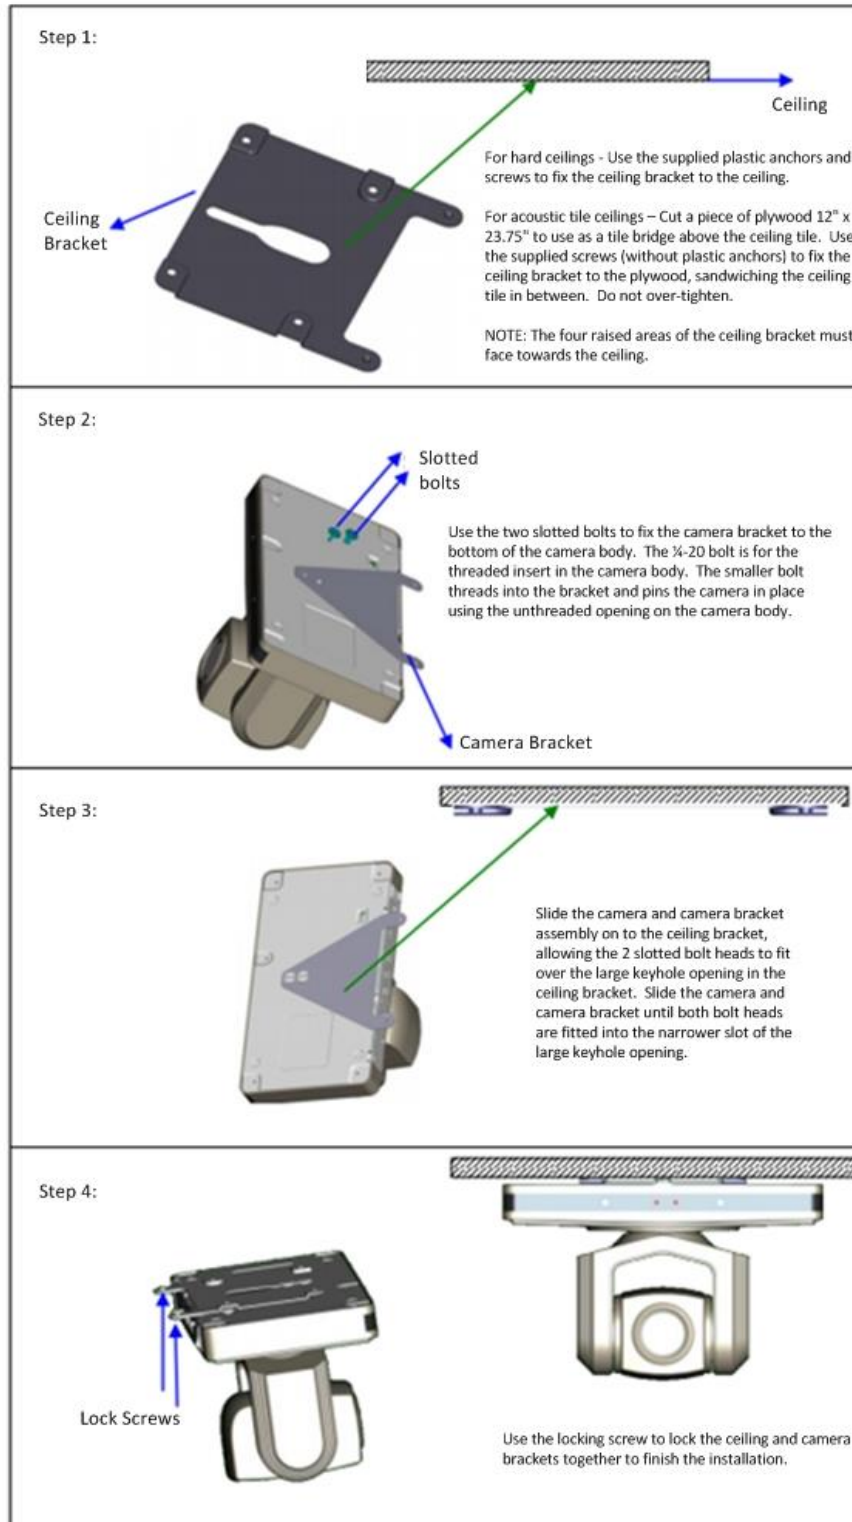 Step 1:
Ceiling
Ceiling
Bracket
For hard ceilings - Use the supplied plastic anchors and
screws to fix the ceiling bracket to the ceiling.
For acoustic tile ceilings – Cut a piece of plywood 12" x
23.75" to use as a tile bridge above the ceiling tile.  Use
the supplied screws (without plastic anchors) to fix the
ceiling bracket to the plywood, sandwiching the ceiling
tile in between.  Do not over-tighten.
NOTE: The four raised areas of the ceiling bracket must
face towards the ceiling.
Step 2:
Slotted
bolts
Use the two slotted bolts to fix the camera bracket to the
bottom of the camera body.  The ¼-20 bolt is for the
threaded insert in the camera body.  The smaller bolt
threads into the bracket and pins the camera in place
using the unthreaded opening on the camera body.
Camera Bracket
Step 3:
Slide the camera and camera bracket
assembly on to the ceiling bracket,
allowing the 2 slotted bolt heads to fit
over the large keyhole opening in the
ceiling bracket.  Slide the camera and
camera bracket until both bolt heads
are fitted into the narrower slot of the
large keyhole opening.
Step 4:
Lock Screws
Use the locking screw to lock the ceiling and camera
brackets together to finish the installation.